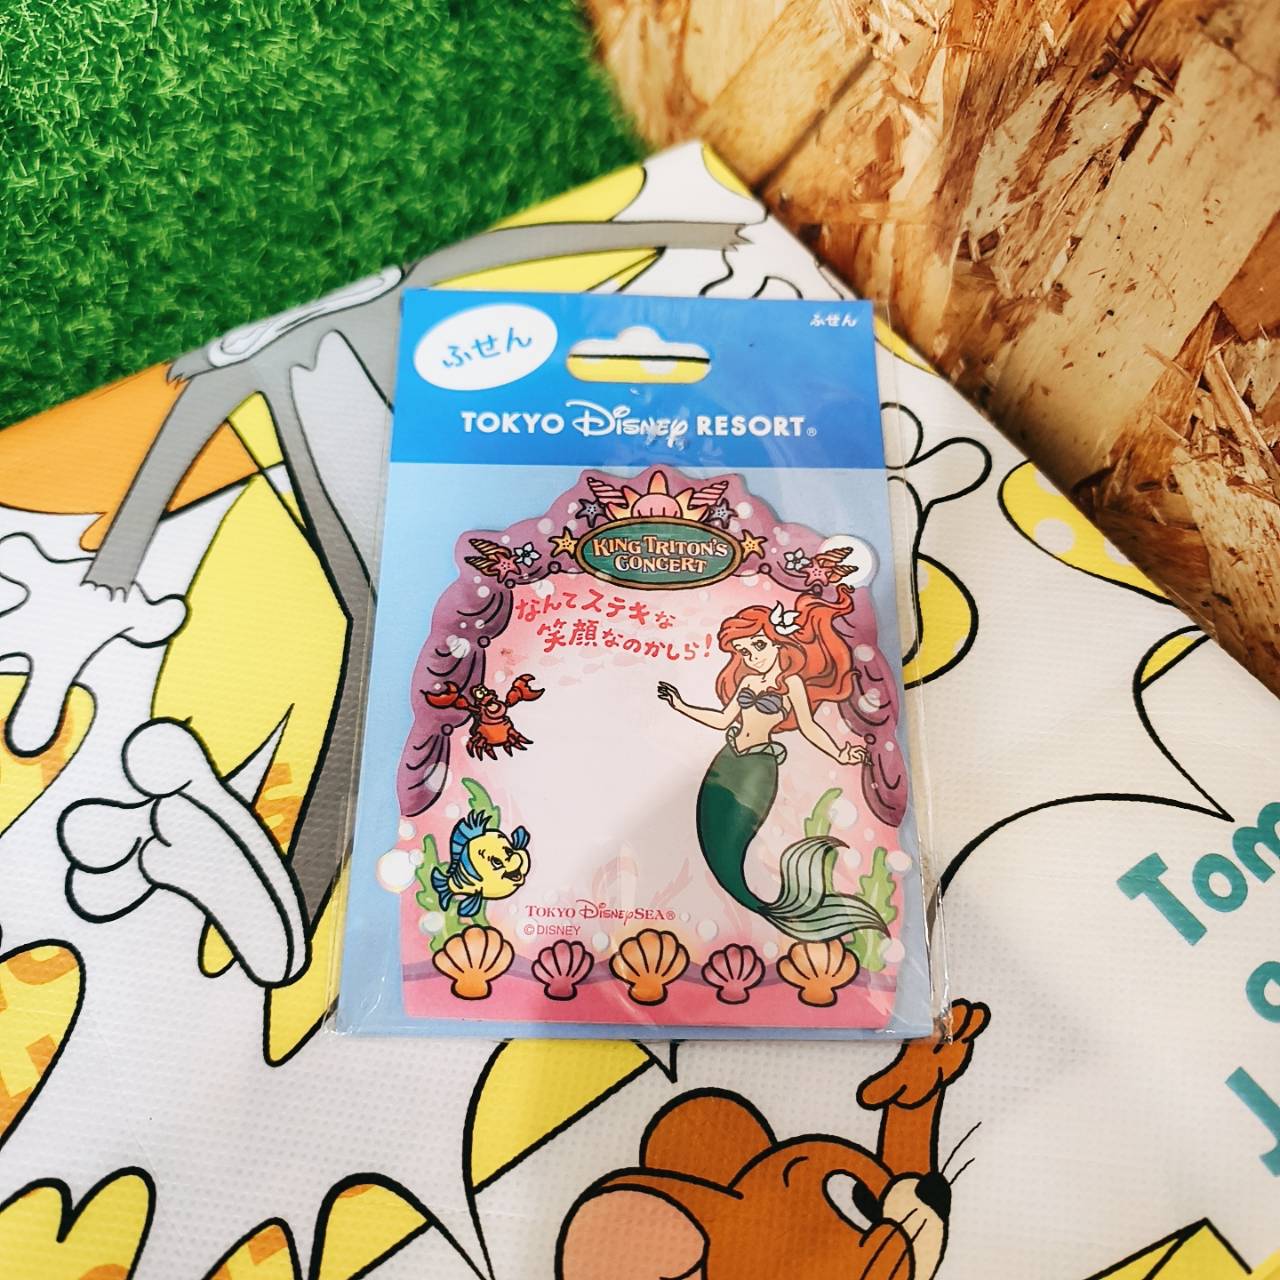 ふせん
ふせん
TOKYO Disney RESORT®
KING TRITON'S
CONCERT
なんてステキな
笑顔なのかしら!
TOKYO DISNEYSEA®
©DISNEY
Tom